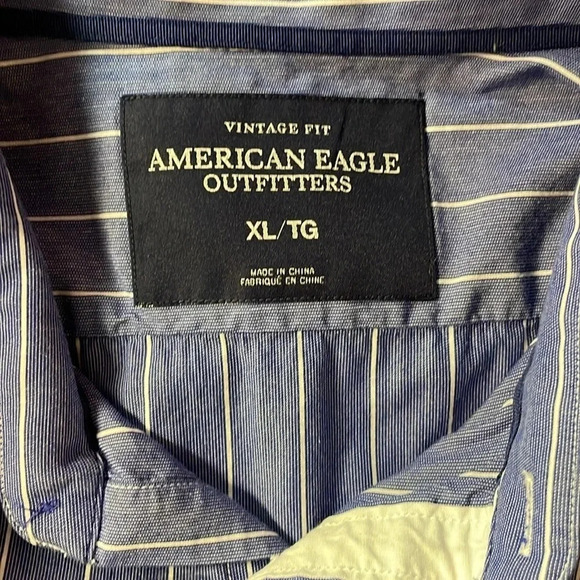 VINTAGE FIT
AMERICAN EAGLE
OUTFITTERS
XL/TG
MADE IN CHINA
FABRIQUÉ EN CHINE